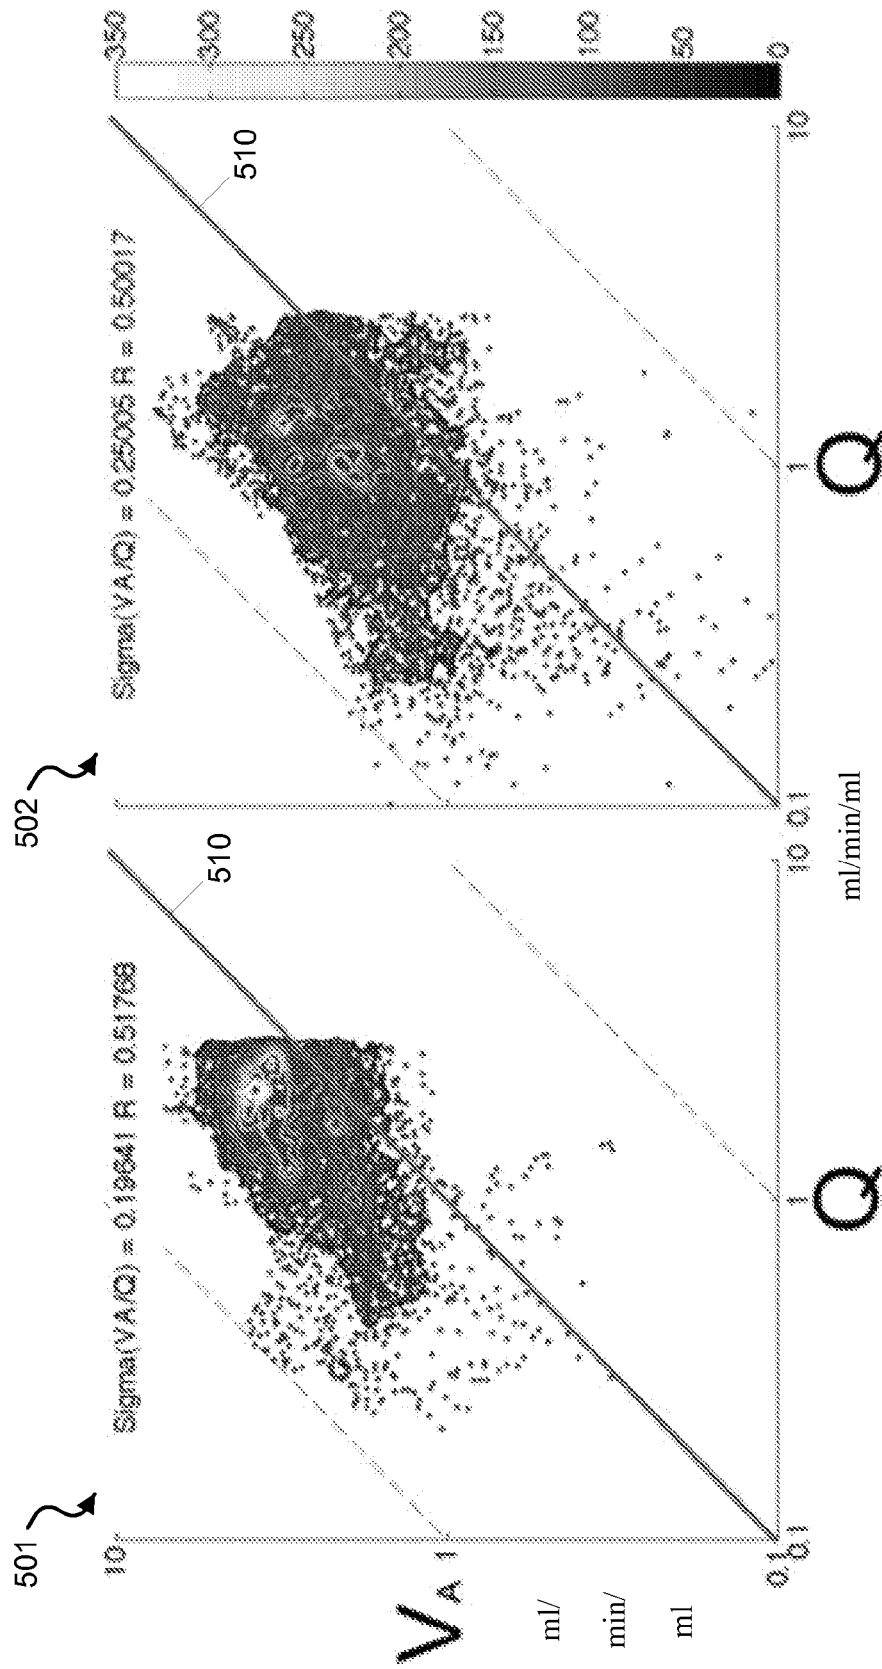 501
502
Sigma(VA/Q) = 0.19641 R = 0.51768
Sigma(VA/Q) = 0.25005 R = 0.50017
510
510
10
1
0.1
VA
ml/
min/
ml
0.1
1
10
Q
0.1
1
10
Q
ml/min/ml
350
300
250
200
150
100
50
0